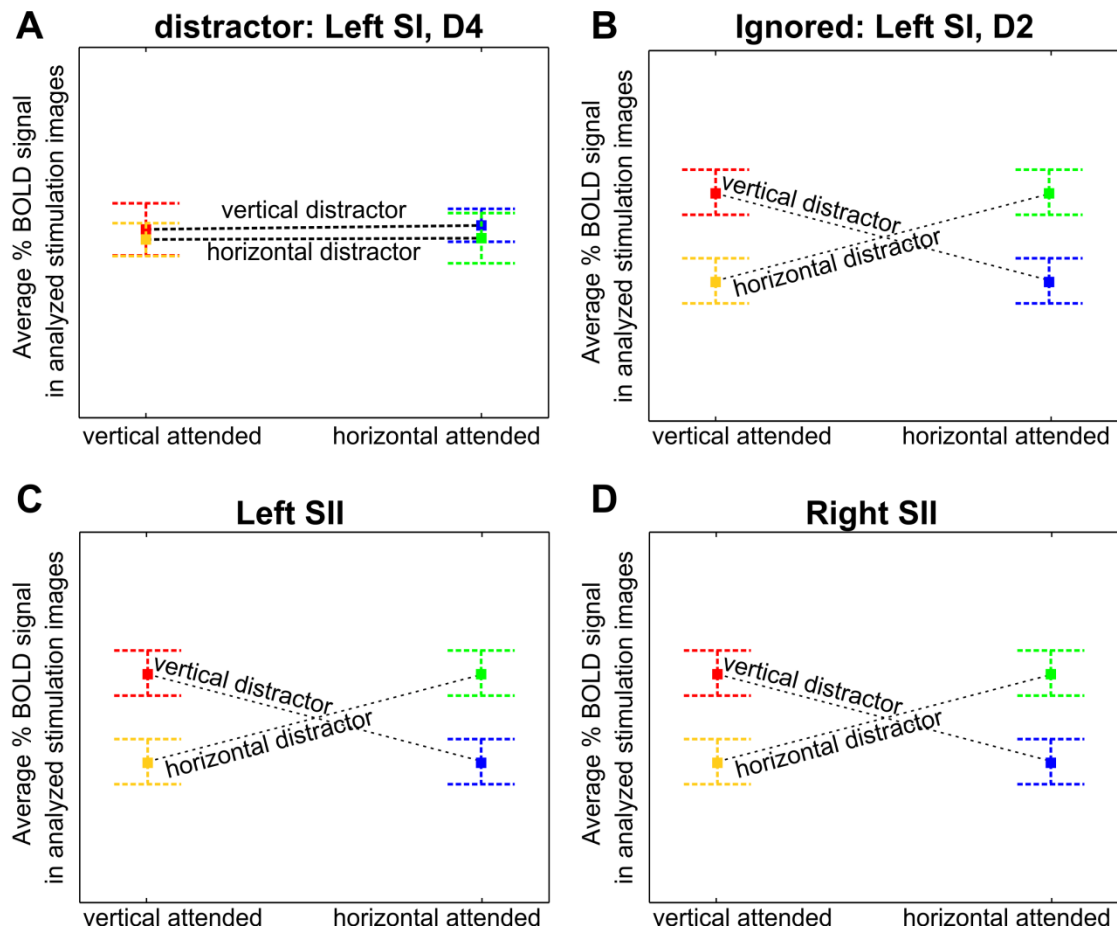 A
distractor: Left SI, D4
Average % BOLD signal
in analyzed stimulation images
vertical distractor
horizontal distractor
vertical attended
horizontal attended
B
Ignored: Left SI, D2
Average % BOLD signal
in analyzed stimulation images
vertical distractor
horizontal distractor
vertical attended
horizontal attended
C
Left SII
Average % BOLD signal
in analyzed stimulation images
vertical distractor
horizontal distractor
vertical attended
horizontal attended
D
Right SII
Average % BOLD signal
in analyzed stimulation images
vertical distractor
horizontal distractor
vertical attended
horizontal attended